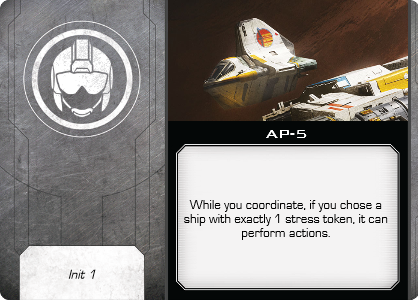 AP-5
While you coordinate, if you chose a
ship with exactly 1 stress token, it can
perform actions.
Init 1